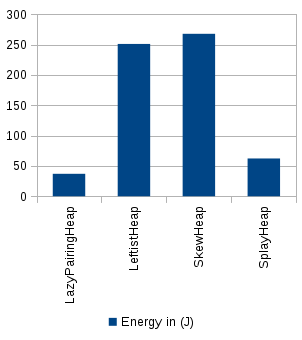 300
250
200
150
100
50
0
LazyPairingHeap
LeftistHeap
SkewHeap
SplayHeap
Energy in (J)